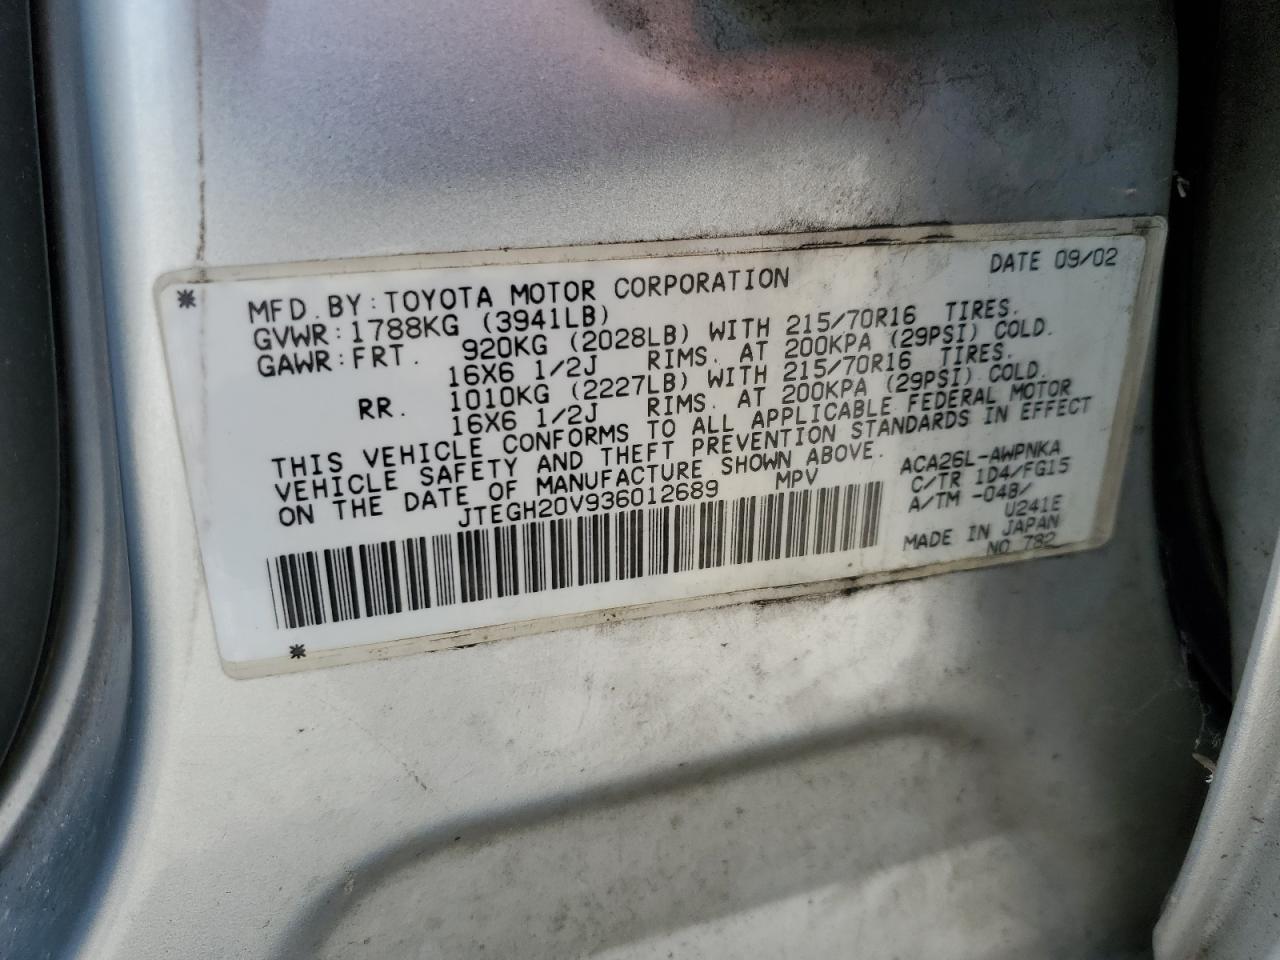 DATE 09/02
MFD. BY: TOYOTA MOTOR CORPORATION
GVWR: 1788KG (3941LB)
GAWR: FRT. 920KG (2028LB) WITH 215/70R16 TIRES.
16X6 1/2J RIMS. AT 200KPA (29PSI) COLD.
RR. 1010KG (2227LB) WITH 215/70R16 TIRES.
16X6 1/2J RIMS. AT 200KPA (29PSI) COLD.
THIS VEHICLE CONFORMS TO ALL APPLICABLE FEDERAL MOTOR
VEHICLE SAFETY AND THEFT PREVENTION STANDARDS IN EFFECT
ON THE DATE OF MANUFACTURE SHOWN ABOVE.
JTEGH20V936012689 MPV
ACA26L-AWPNKA
C/TR 1D4/FG15
A/TM -04B/
U241E
MADE IN JAPAN
NO 782